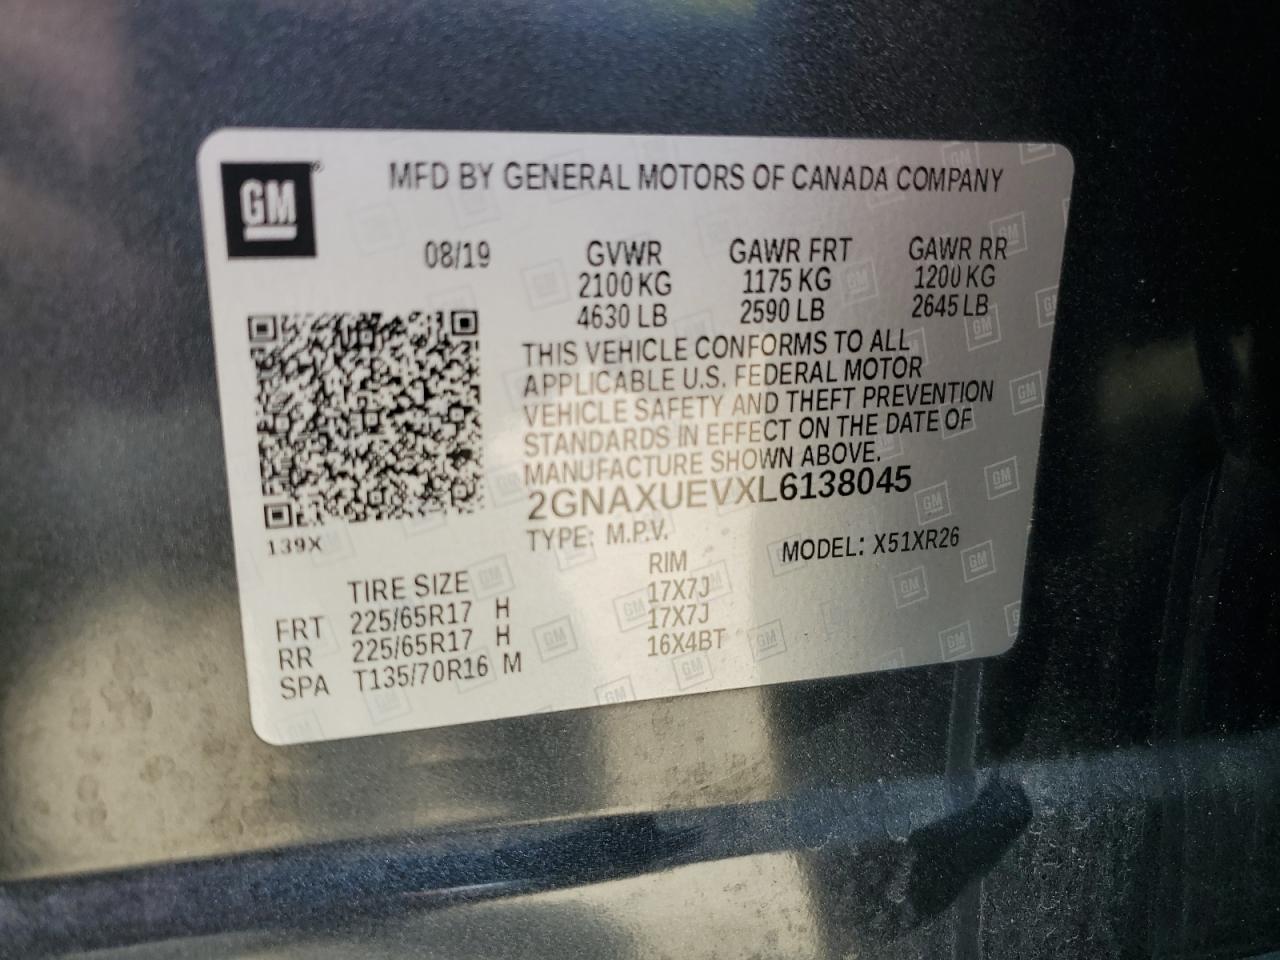 GM
MFD BY GENERAL MOTORS OF CANADA COMPANY
08/19 GVWR GAWR FRT GAWR RR
2100 KG 1175 KG 1200 KG
4630 LB 2590 LB 2645 LB
THIS VEHICLE CONFORMS TO ALL
APPLICABLE U.S. FEDERAL MOTOR
VEHICLE SAFETY AND THEFT PREVENTION
STANDARDS IN EFFECT ON THE DATE OF
MANUFACTURE SHOWN ABOVE.
2GNAXUEVXL6138045
TYPE: M.P.V. MODEL: X51XR26
139X
TIRE SIZE RIM
FRT 225/65R17 H 17X7J
RR 225/65R17 H 17X7J
SPA T135/70R16 M 16X4BT